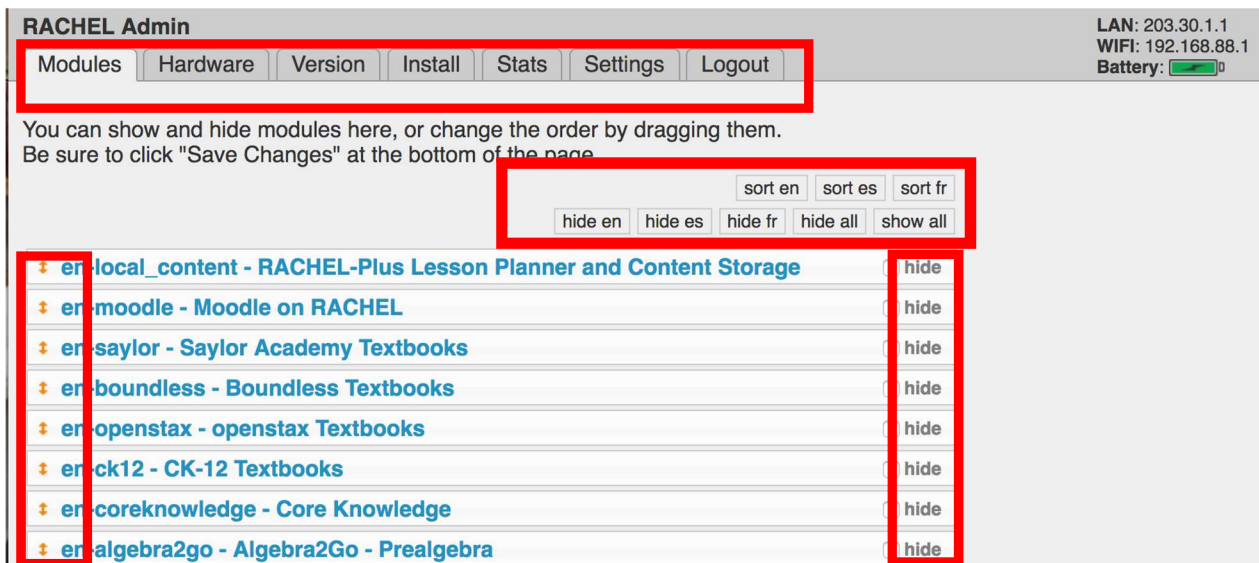 RACHEL Admin
LAN: 203.30.1.1
WIFI: 192.168.88.1
Battery:
Modules Hardware Version Install Stats Settings Logout
You can show and hide modules here, or change the order by dragging them.
Be sure to click "Save Changes" at the bottom of the page
sort en sort es sort fr
hide en hide es hide fr hide all show all
en-local_content - RACHEL-Plus Lesson Planner and Content Storage hide
en-moodle - Moodle on RACHEL hide
en-saylor - Saylor Academy Textbooks hide
en-boundless - Boundless Textbooks hide
en-openstax - openstax Textbooks hide
en-ck12 - CK-12 Textbooks hide
en-coreknowledge - Core Knowledge hide
en-algebra2go - Algebra2Go - Prealgebra hide